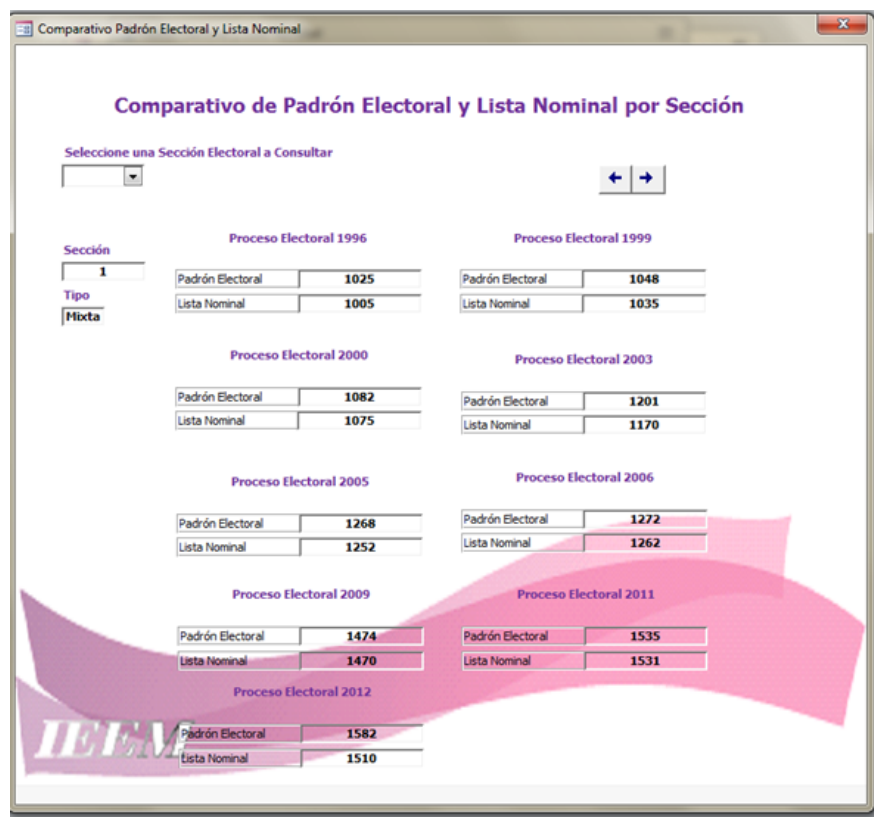 Comparativo Padrón Electoral y Lista Nominal
Comparativo de Padrón Electoral y Lista Nominal por Sección
Seleccione una Sección Electoral a Consultar
Sección
1
Tipo
Mixta
Proceso Electoral 1996
Padrón Electoral 1025
Lista Nominal 1005
Proceso Electoral 1999
Padrón Electoral 1048
Lista Nominal 1035
Proceso Electoral 2000
Padrón Electoral 1082
Lista Nominal 1075
Proceso Electoral 2003
Padrón Electoral 1201
Lista Nominal 1170
Proceso Electoral 2005
Padrón Electoral 1268
Lista Nominal 1252
Proceso Electoral 2006
Padrón Electoral 1272
Lista Nominal 1262
Proceso Electoral 2009
Padrón Electoral 1474
Lista Nominal 1470
Proceso Electoral 2011
Padrón Electoral 1535
Lista Nominal 1531
Proceso Electoral 2012
Padrón Electoral 1582
Lista Nominal 1510
IEEM